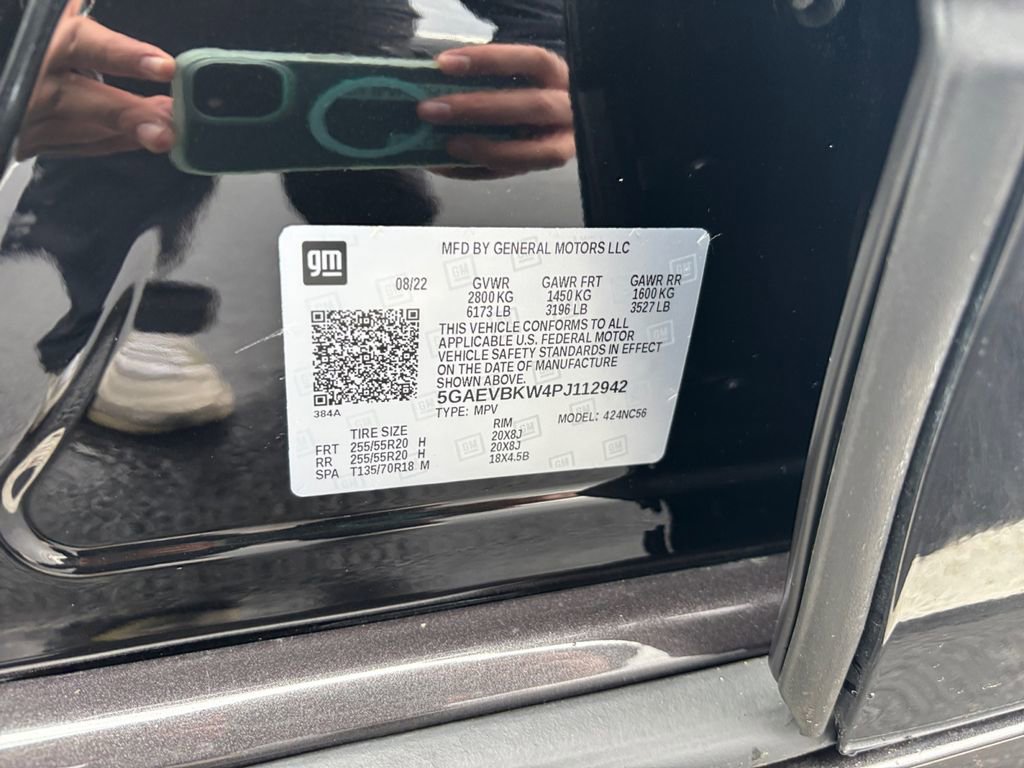 gm
MFD BY GENERAL MOTORS LLC
08/22 GVWR GAWR FRT GAWR RR
2800 KG 1450 KG 1600 KG
6173 LB 3196 LB 3527 LB
THIS VEHICLE CONFORMS TO ALL
APPLICABLE U.S. FEDERAL MOTOR
VEHICLE SAFETY STANDARDS IN EFFECT
ON THE DATE OF MANUFACTURE
SHOWN ABOVE.
384A
5GAEVBKW4PJ112942
TYPE: MPV MODEL: 424NC56
TIRE SIZE RIM
FRT 255/55R20 H 20X8J
RR 255/55R20 H 20X8J
SPA T135/70R18 M 18X4.5B